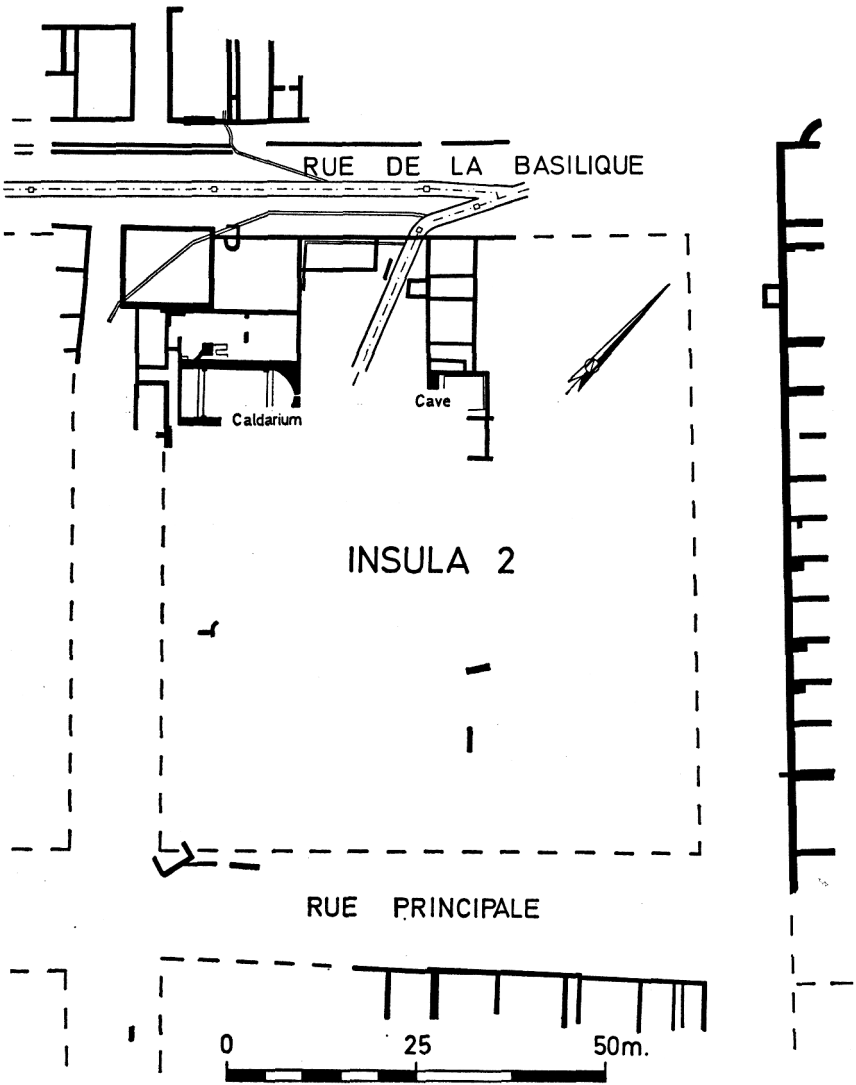 RUE DE LA BASILIQUE
Caldarium
Cave
INSULA 2
RUE PRINCIPALE
0 25 50m.